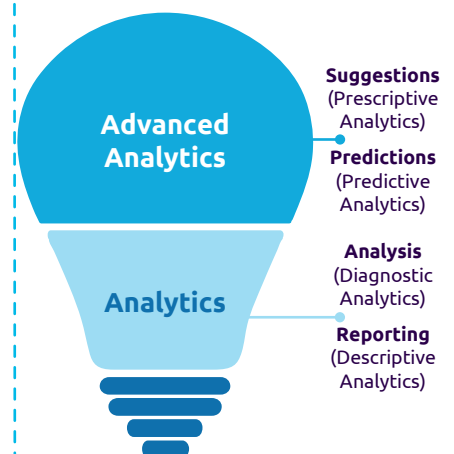 Advanced
Analytics
Suggestions
(Prescriptive
Analytics)
Predictions
(Predictive
Analytics)
Analytics
Analysis
(Diagnostic
Analytics)
Reporting
(Descriptive
Analytics)